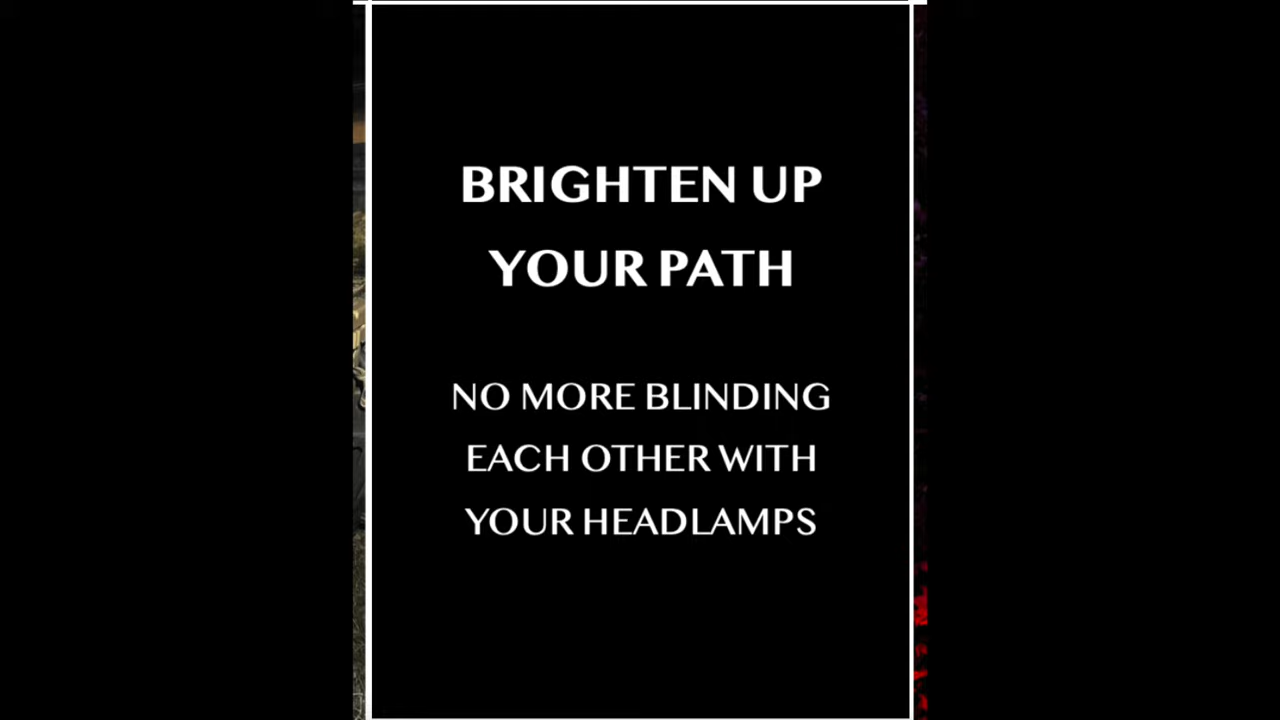 BRIGHTEN UP
YOUR PATH
NO MORE BLINDING
EACH OTHER WITH
YOUR HEADLAMPS